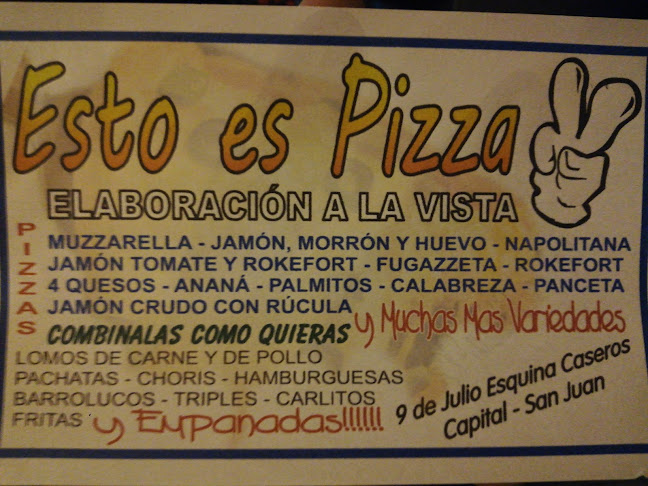 Esto es Pizza
ELABORACIÓN A LA VISTA
PIZZAS
MUZZARELLA - JAMÓN, MORRÓN Y HUEVO - NAPOLITANA
JAMÓN TOMATE Y ROKEFORT - FUGAZZETA - ROKEFORT
4 QUESOS - ANANÁ - PALMITOS - CALABREZA - PANCETA
JAMÓN CRUDO CON RÚCULA y Muchas Mas Variedades
COMBINALAS COMO QUIERAS
LOMOS DE CARNE Y DE POLLO
PACHATAS - CHORIS - HAMBURGUESAS
BARROLUCOS - TRIPLES - CARLITOS
FRITAS y Empanadas!!!!!!
9 de Julio Esquina Caseros
Capital - San Juan